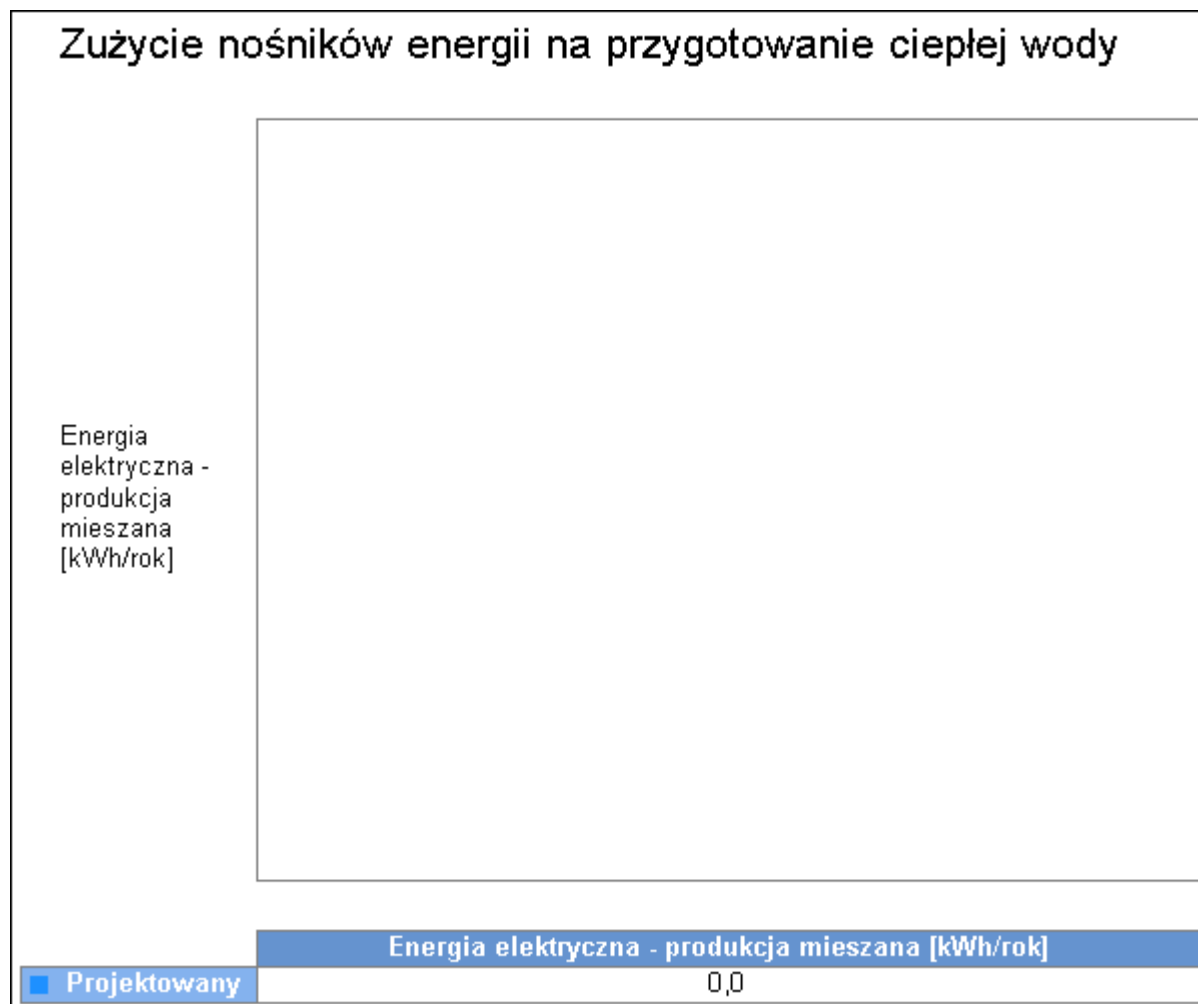 Zużycie nośników energii na przygotowanie ciepłej wody
Energia
elektryczna -
produkcja
mieszana
[kWh/rok]
Energia elektryczna - produkcja mieszana [kWh/rok]
Projektowany 0,0